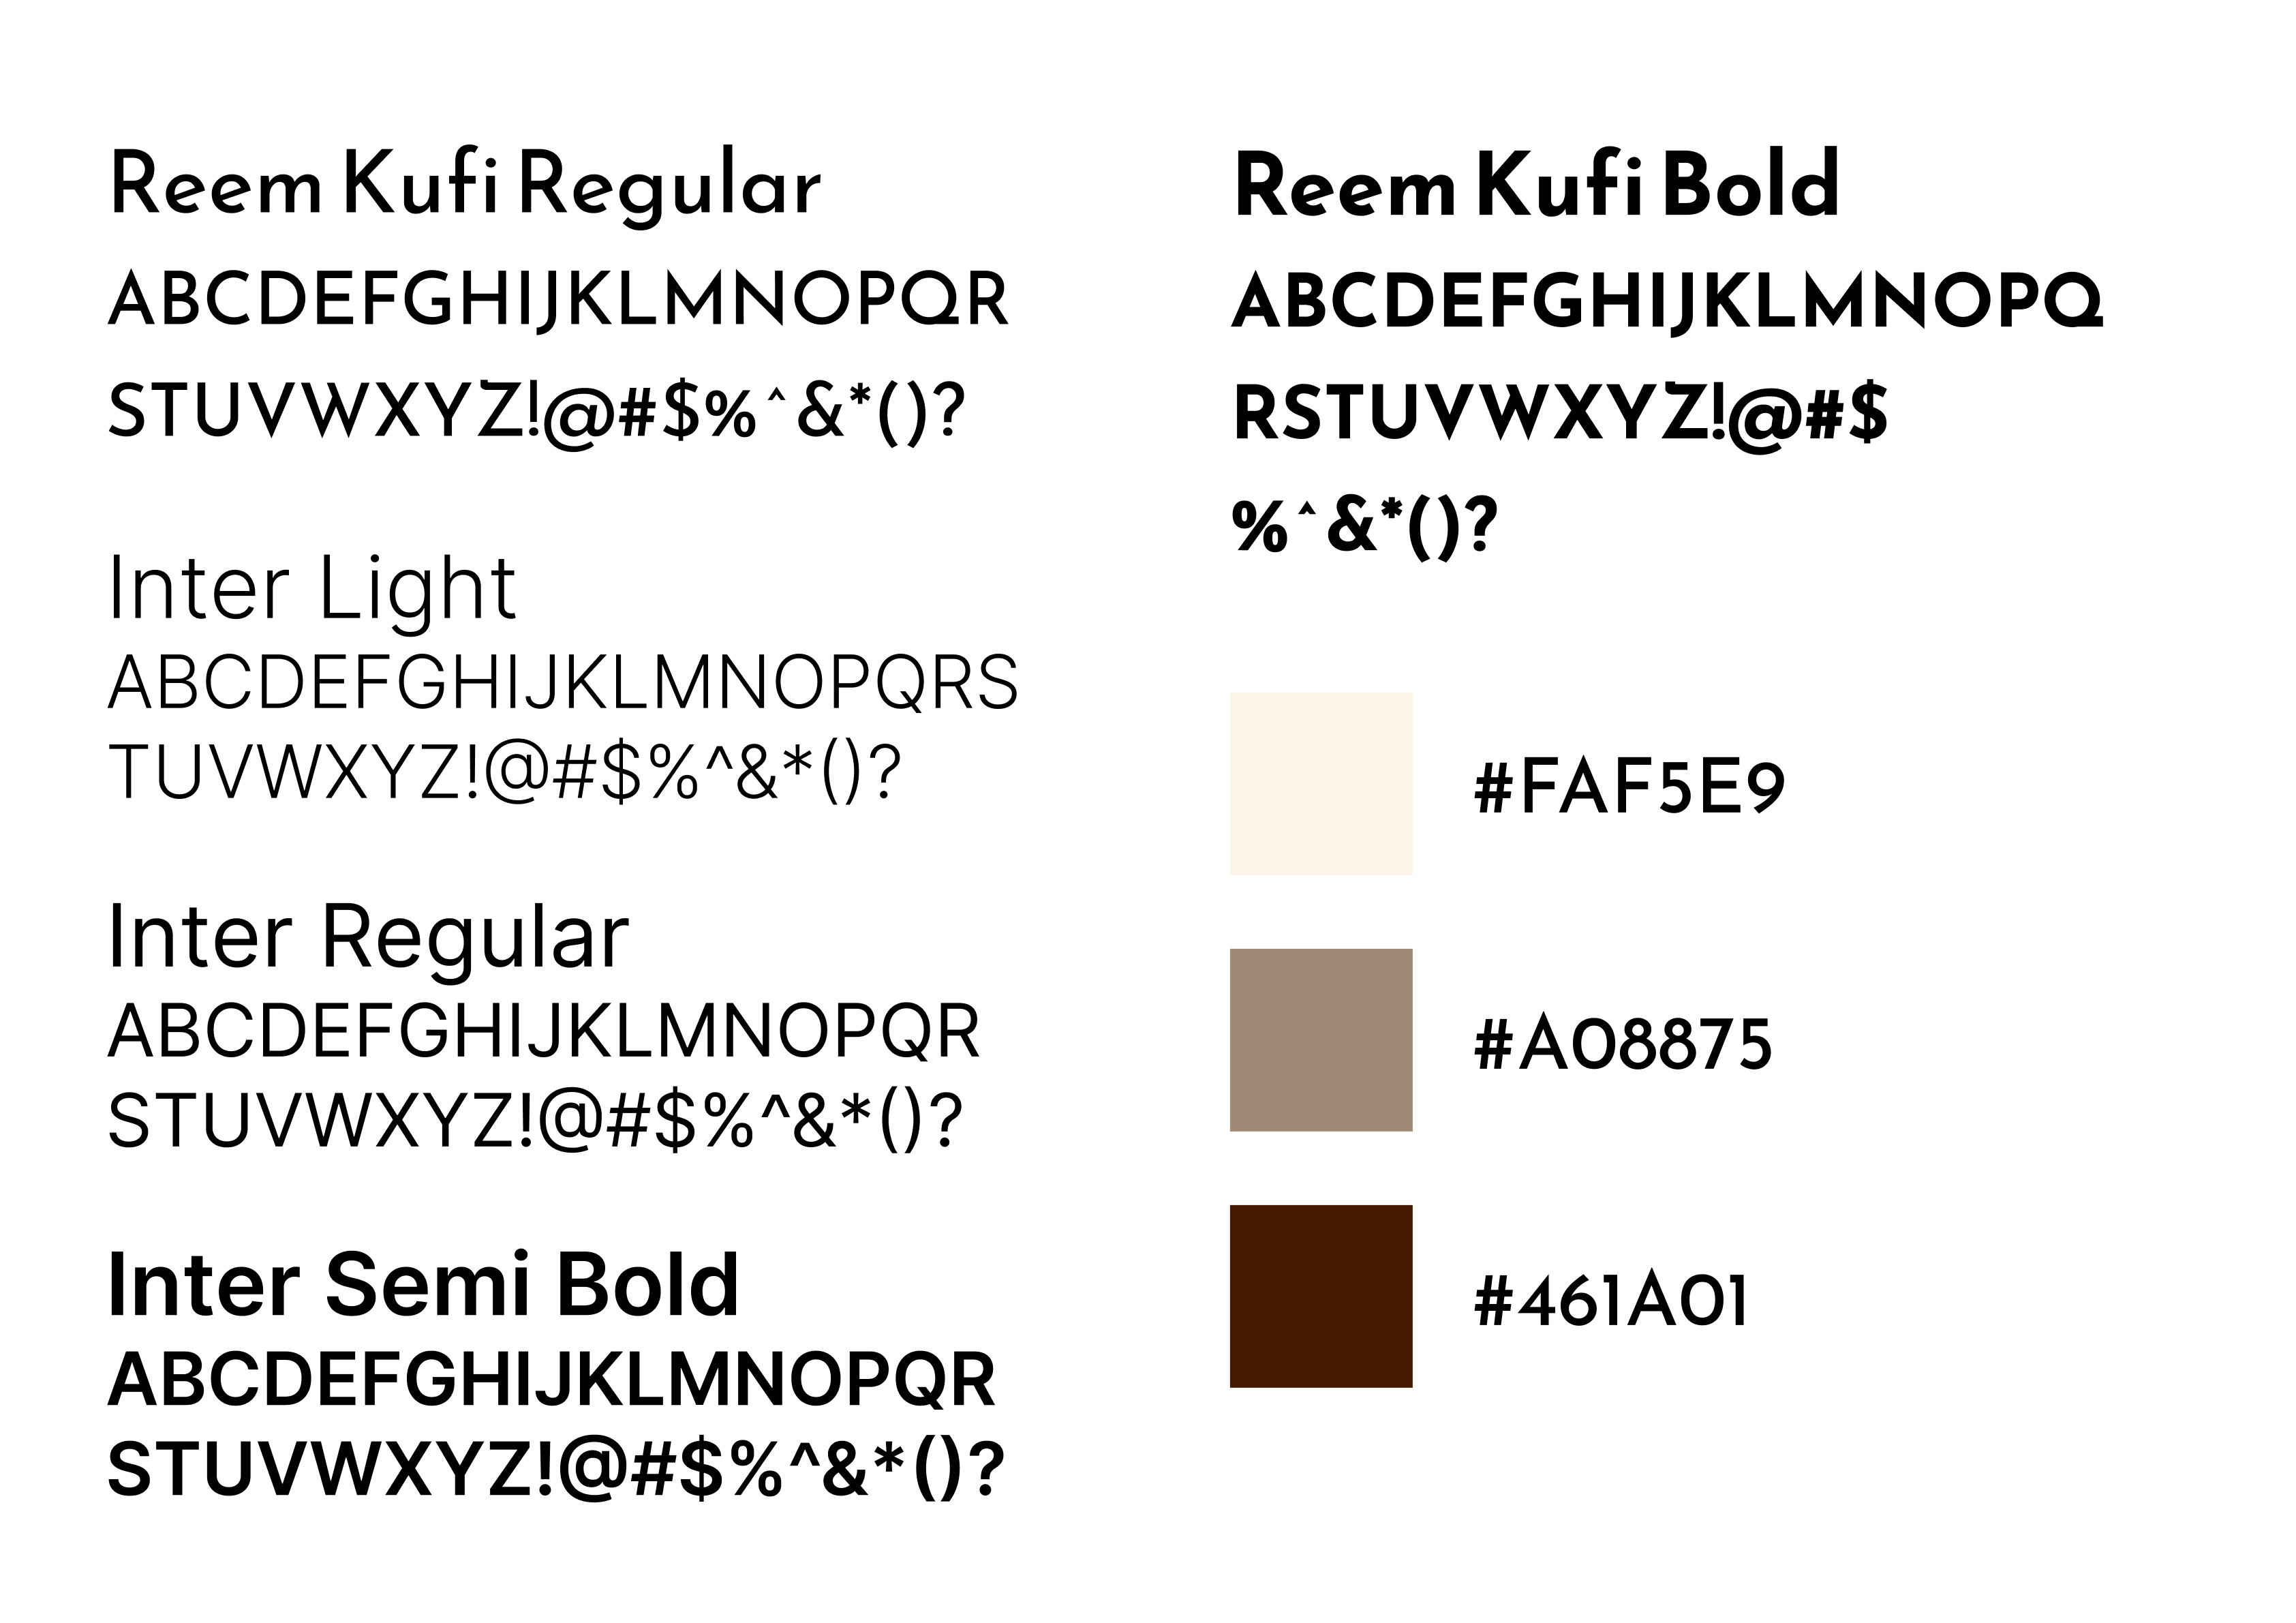 Reem Kufi Regular
ABCDEFGHIJKLMNOPQR
STUVWXYZ!@#$%^&*()?
Inter Light
ABCDEFGHIJKLMNOPQRS
TUVWXYZ!@#$%^&*()?
Inter Regular
ABCDEFGHIJKLMNOPQR
STUVWXYZ!@#$%^&*()?
Inter Semi Bold
ABCDEFGHIJKLMNOPQR
STUVWXYZ!@#$%^&*()?
Reem Kufi Bold
ABCDEFGHIJKLMNOPQ
RSTUVWXYZ!@#$
%^&*()?
#FAF5E9
#A08875
#461A01